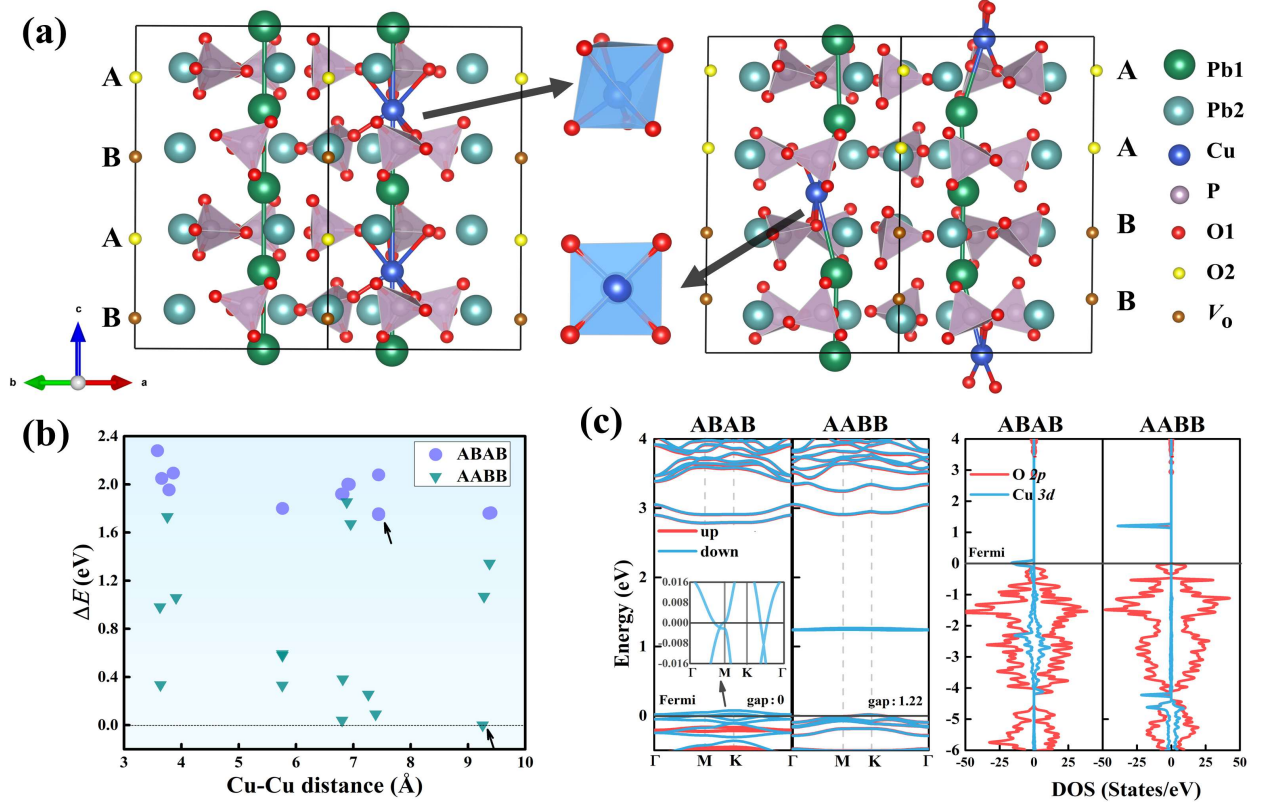 (a)
A
B
A
B
c
b
a
A
A
B
B
Pb1
Pb2
Cu
P
O1
O2
Vo
(b)
ABAB
AABB
2.4
2.0
1.6
1.2
0.8
0.4
0.0
ΔE (eV)
3 4 5 6 7 8 9 10
Cu-Cu distance (Å)
(c)
ABAB AABB
4
3
2
1
0
Energy (eV)
up
down
0.016
0.008
0.000
-0.008
-0.016
Γ M K Γ
Fermi gap: 0 gap: 1.22
Γ M K Γ M K Γ
ABAB AABB
4
3
2
1
0
-1
-2
-3
-4
-5
-6
O 2p
Cu 3d
Fermi
-50 -25 0 25 -50 -25 0 25 50
DOS (States/eV)